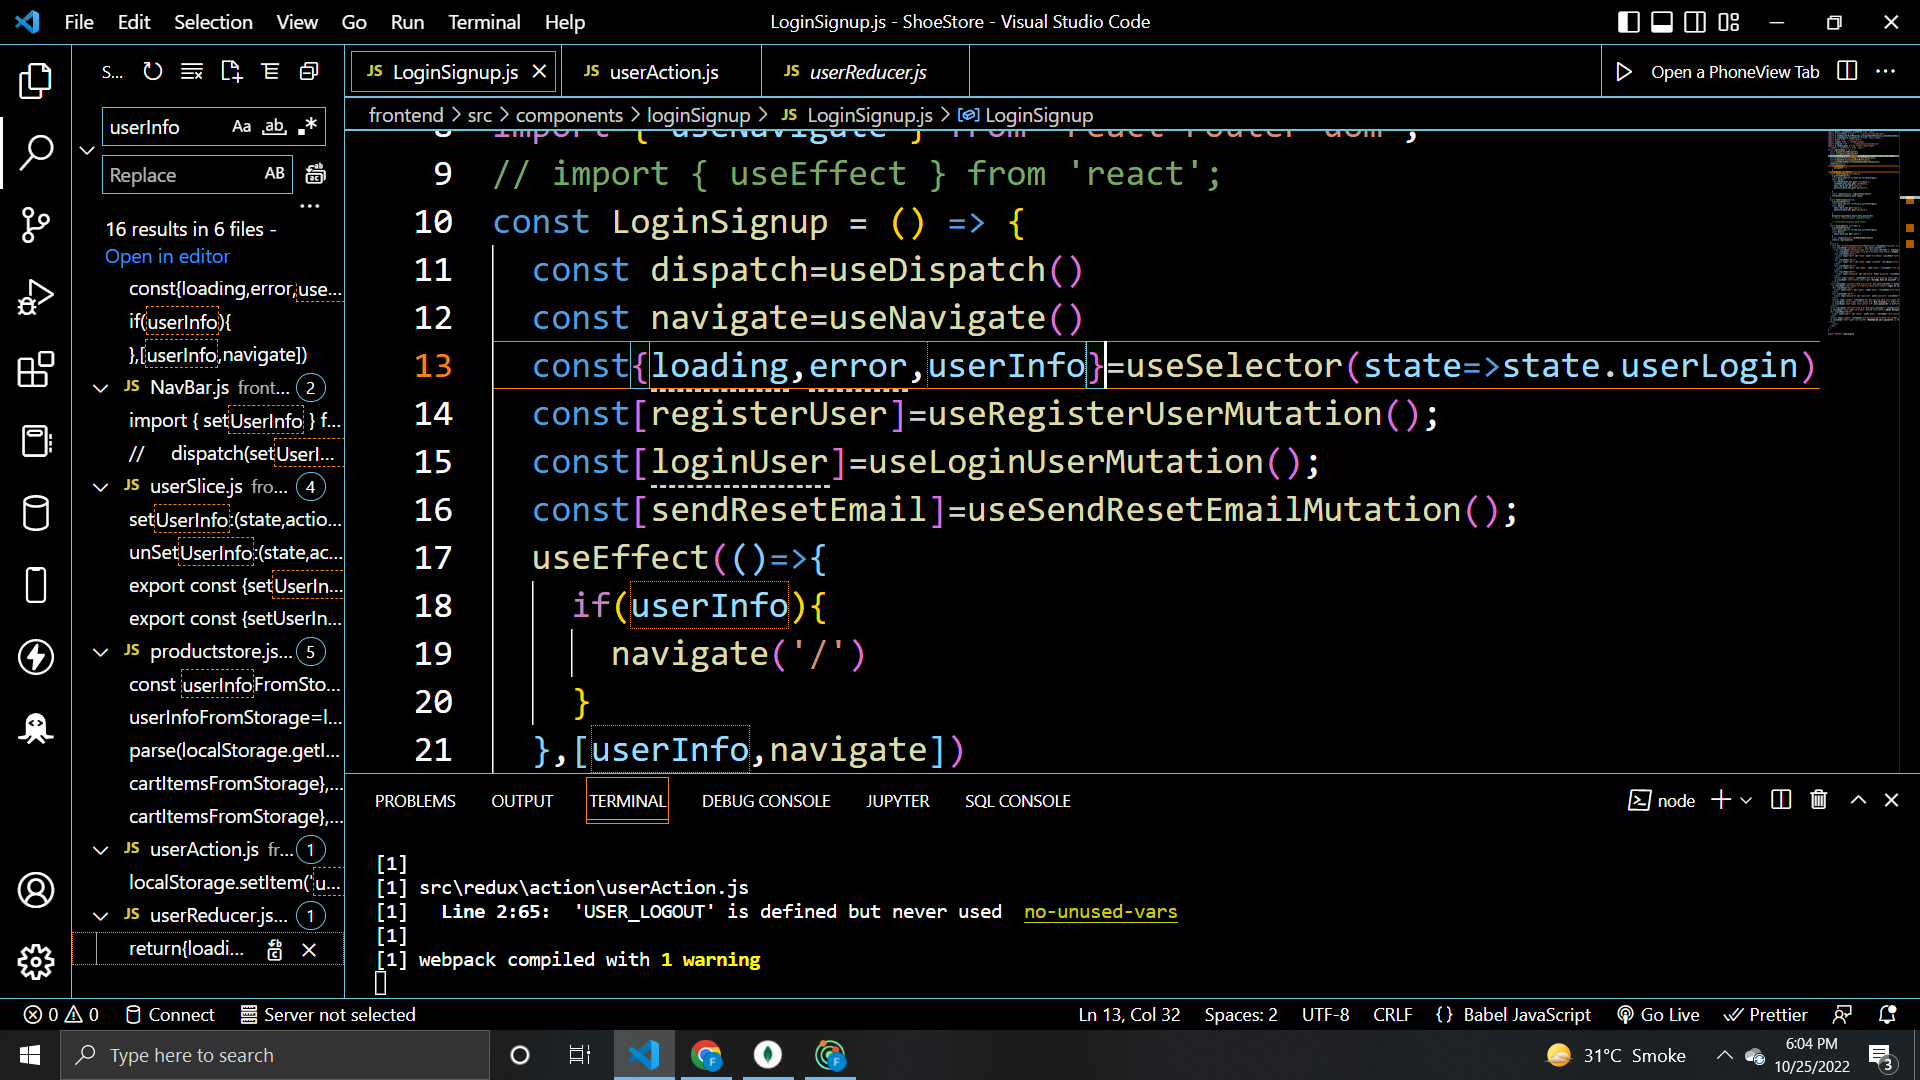 File Edit Selection View Go Run Terminal Help
LoginSignup.js - ShoeStore - Visual Studio Code
S...
JS LoginSignup.js
JS userAction.js
JS userReducer.js
Open a PhoneView Tab
frontend > src > components > loginSignup > JS LoginSignup.js > LoginSignup
userInfo Aa ab .*
Replace AB
16 results in 6 files -
Open in editor
const{loading,error,use...
if(userInfo){
},[userInfo,navigate])
JS NavBar.js front... 2
import { setUserInfo } f...
// dispatch(setUserI...
JS userSlice.js fro... 4
setUserInfo:(state,actio...
unSetUserInfo:(state,ac...
export const {setUserIn...
export const {setUserIn...
JS productstore.js... 5
const userInfoFromSto...
userInfoFromStorage=l...
parse(localStorage.getI...
cartItemsFromStorage},...
cartItemsFromStorage},...
JS userAction.js fr... 1
localStorage.setItem('u...
JS userReducer.js... 1
return{loadi...
8 import { useNavigate } from 'react-router-dom';
9 // import { useEffect } from 'react';
10 const LoginSignup = () => {
11 const dispatch=useDispatch()
12 const navigate=useNavigate()
13 const{loading,error,userInfo}=useSelector(state=>state.userLogin)
14 const[registerUser]=useRegisterUserMutation();
15 const[loginUser]=useLoginUserMutation();
16 const[sendResetEmail]=useSendResetEmailMutation();
17 useEffect(()=>{
18 if(userInfo){
19 navigate('/')
20 }
21 },[userInfo,navigate])
PROBLEMS OUTPUT TERMINAL DEBUG CONSOLE JUPYTER SQL CONSOLE
node
[1]
[1] src\redux\action\userAction.js
[1] Line 2:65: 'USER_LOGOUT' is defined but never used no-unused-vars
[1]
[1] webpack compiled with 1 warning
0 0 Connect Server not selected
Ln 13, Col 32 Spaces: 2 UTF-8 CRLF {} Babel JavaScript Go Live Prettier
Type here to search
31°C Smoke
6:04 PM
10/25/2022
3